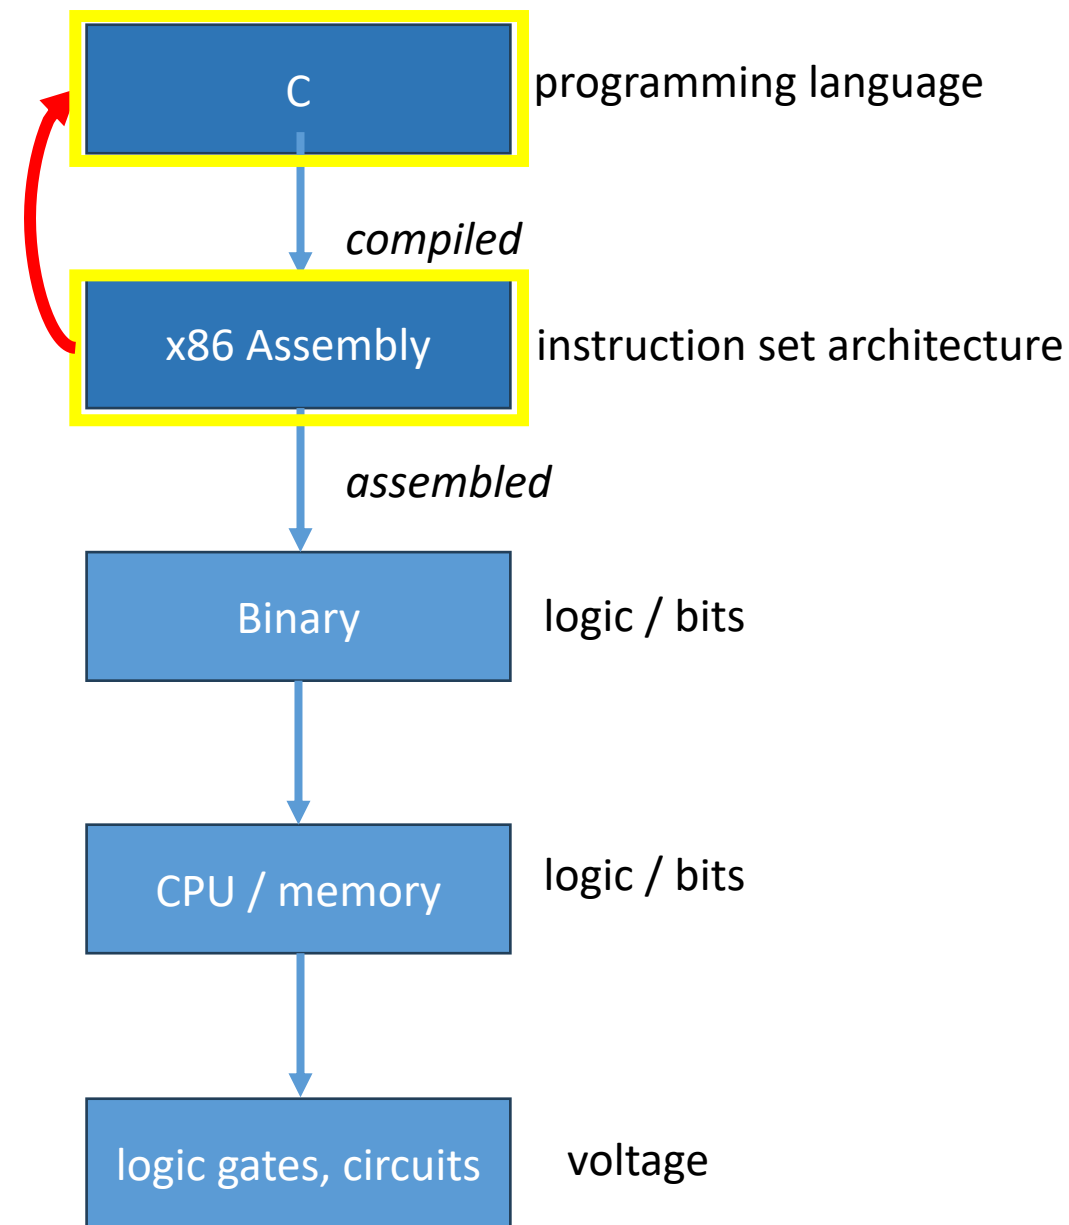 C
programming language
compiled
x86 Assembly
instruction set architecture
assembled
Binary
logic / bits
CPU / memory
logic / bits
logic gates, circuits
voltage